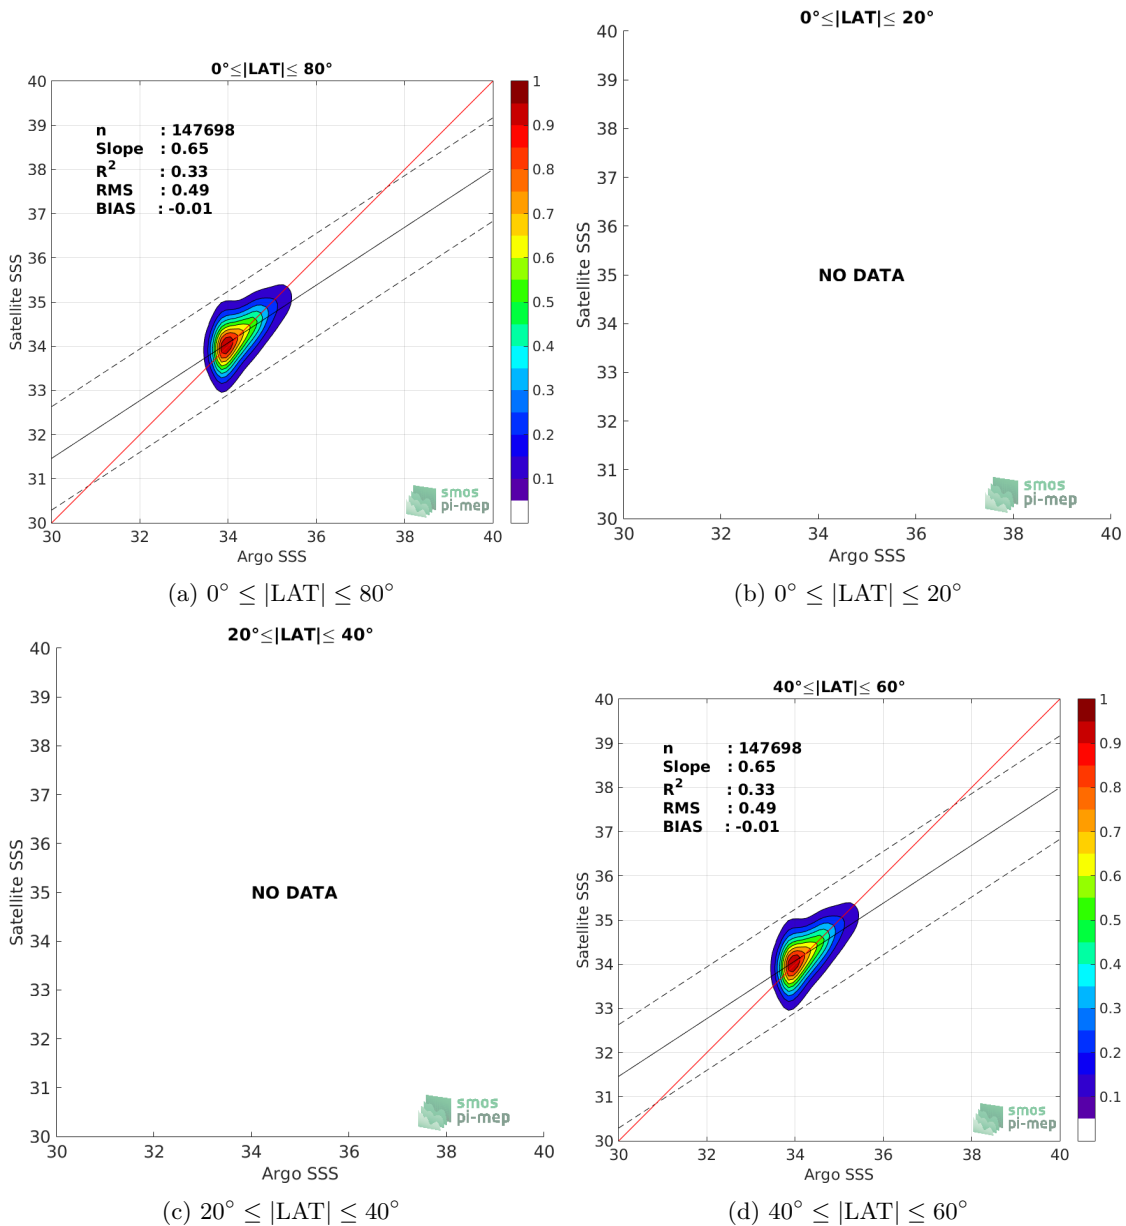 0°≤|LAT|≤ 80°
n : 147698
Slope : 0.65
R² : 0.33
RMS : 0.49
BIAS : -0.01
Satellite SSS
40
39
38
37
36
35
34
33
32
31
30
30 32 34 36 38 40
Argo SSS
1
0.9
0.8
0.7
0.6
0.5
0.4
0.3
0.2
0.1
smos
pi-mep
(a) 0° ≤ |LAT| ≤ 80°
0°≤|LAT|≤ 20°
Satellite SSS
40
39
38
37
36
35
34
33
32
31
30
NO DATA
30 32 34 36 38 40
Argo SSS
smos
pi-mep
(b) 0° ≤ |LAT| ≤ 20°
20°≤|LAT|≤ 40°
Satellite SSS
40
39
38
37
36
35
34
33
32
31
30
NO DATA
30 32 34 36 38 40
Argo SSS
smos
pi-mep
(c) 20° ≤ |LAT| ≤ 40°
40°≤|LAT|≤ 60°
n : 147698
Slope : 0.65
R² : 0.33
RMS : 0.49
BIAS : -0.01
Satellite SSS
40
39
38
37
36
35
34
33
32
31
30
30 32 34 36 38 40
Argo SSS
1
0.9
0.8
0.7
0.6
0.5
0.4
0.3
0.2
0.1
smos
pi-mep
(d) 40° ≤ |LAT| ≤ 60°